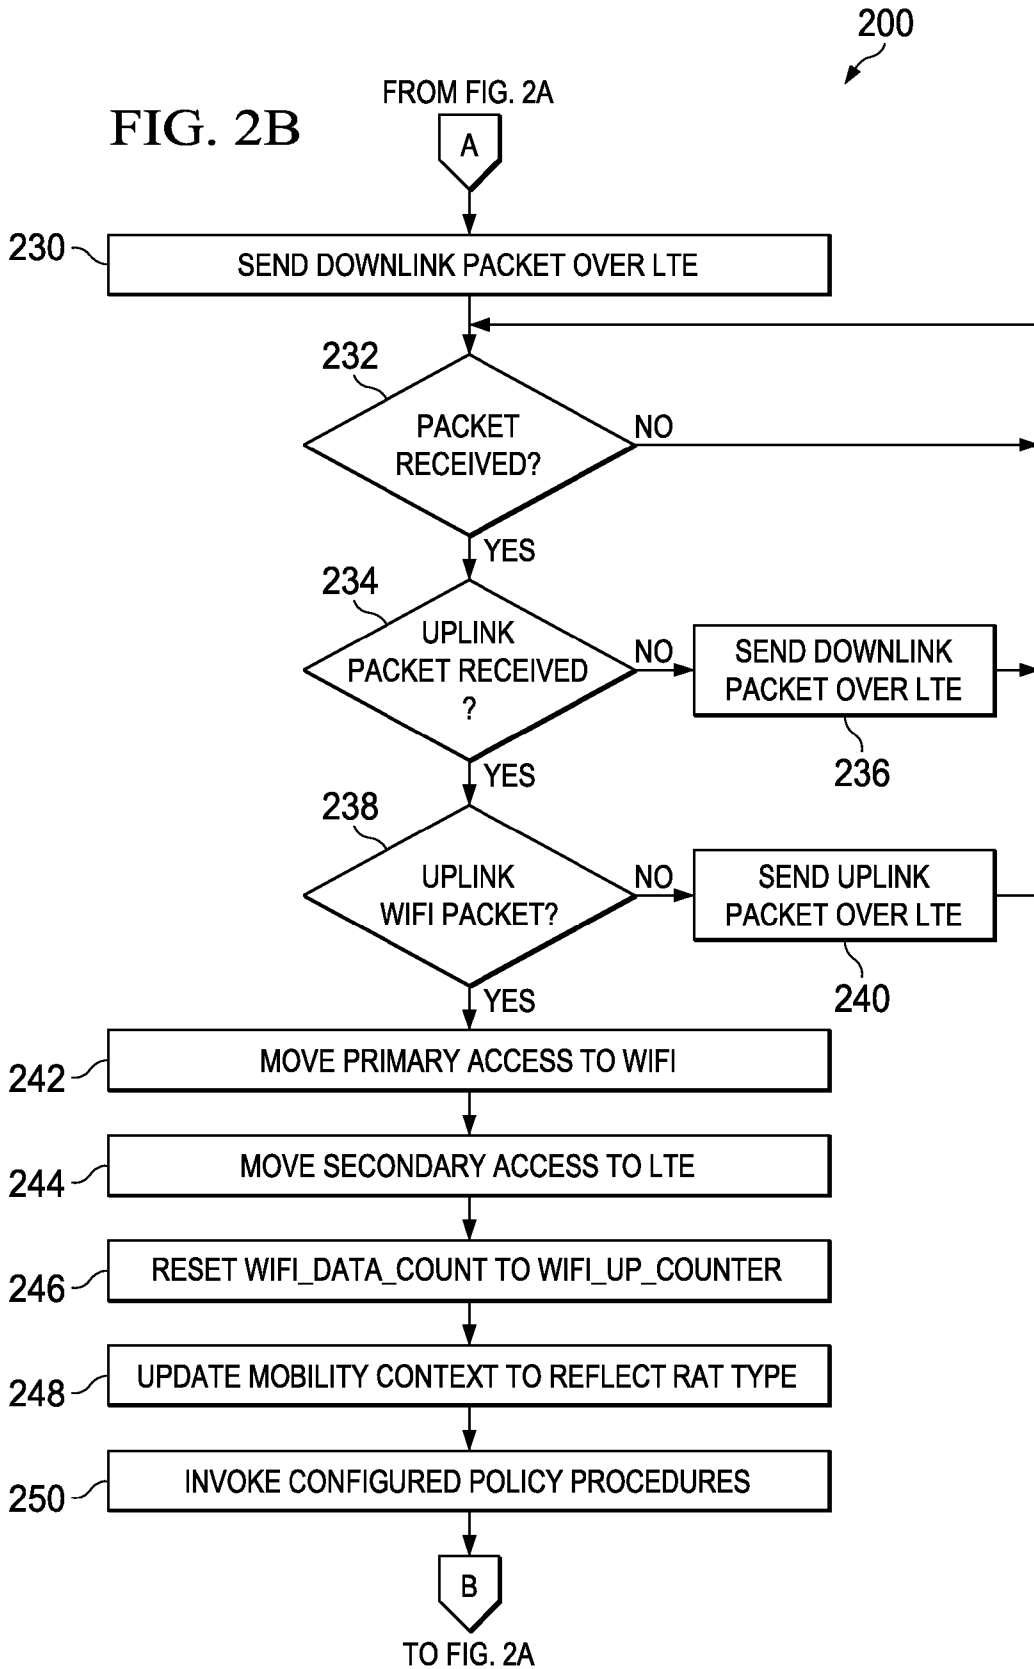 200
FROM FIG. 2A
FIG. 2B
A
230
SEND DOWNLINK PACKET OVER LTE
232
PACKET
RECEIVED?
NO
YES
234
UPLINK
PACKET RECEIVED
?
NO
SEND DOWNLINK
PACKET OVER LTE
236
YES
238
UPLINK
WIFI PACKET?
NO
SEND UPLINK
PACKET OVER LTE
240
YES
242
MOVE PRIMARY ACCESS TO WIFI
244
MOVE SECONDARY ACCESS TO LTE
246
RESET WIFI_DATA_COUNT TO WIFI_UP_COUNTER
248
UPDATE MOBILITY CONTEXT TO REFLECT RAT TYPE
250
INVOKE CONFIGURED POLICY PROCEDURES
B
TO FIG. 2A